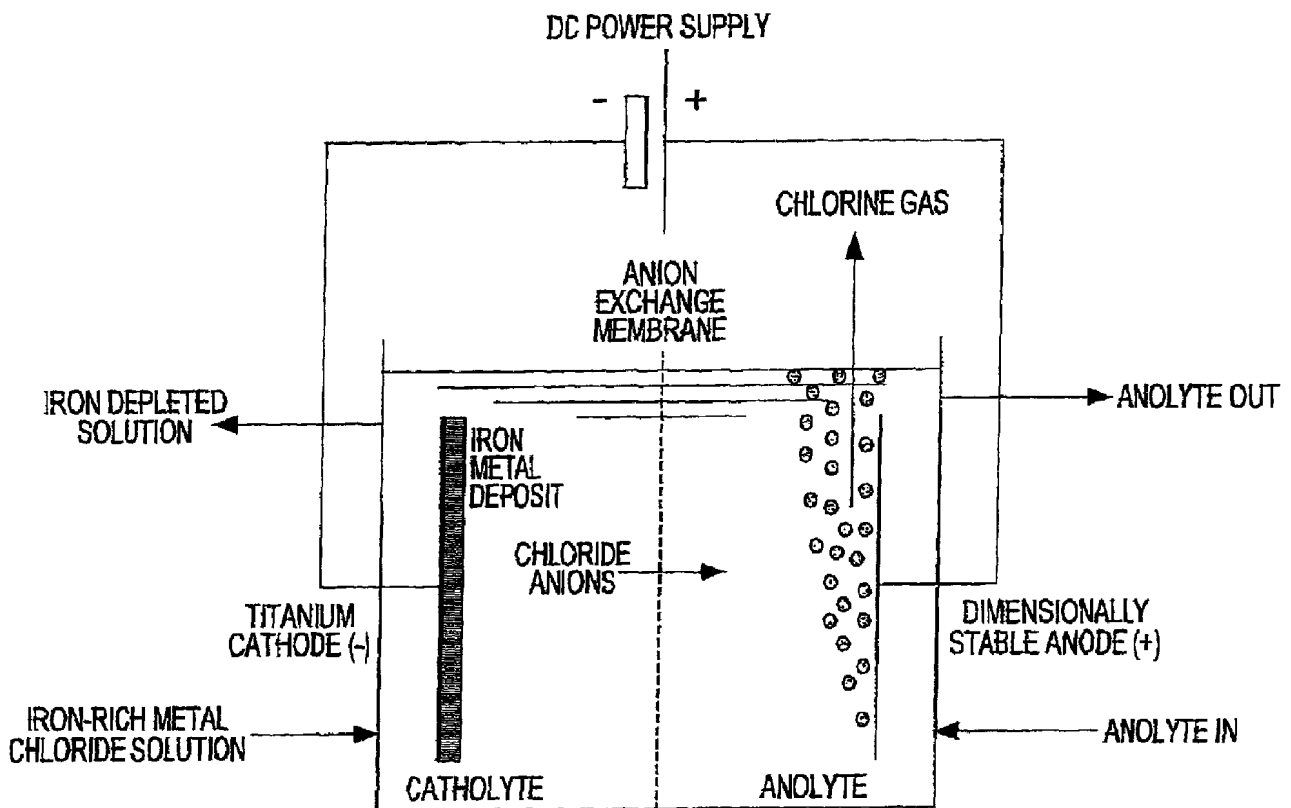 DC POWER SUPPLY
- +
CHLORINE GAS
ANION
EXCHANGE
MEMBRANE
IRON DEPLETED
SOLUTION
ANOLYTE OUT
IRON
METAL
DEPOSIT
CHLORIDE
ANIONS
TITANIUM
CATHODE (-)
DIMENSIONALLY
STABLE ANODE (+)
IRON-RICH METAL
CHLORIDE SOLUTION
ANOLYTE IN
CATHOLYTE
ANOLYTE